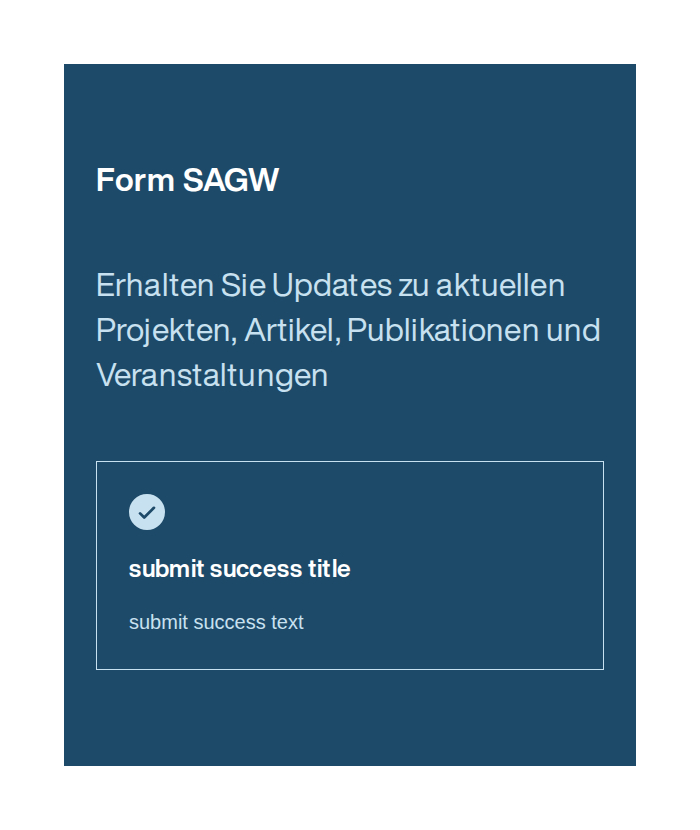 Form SAGW
Erhalten Sie Updates zu aktuellen
Projekten, Artikel, Publikationen und
Veranstaltungen
submit success title
submit success text